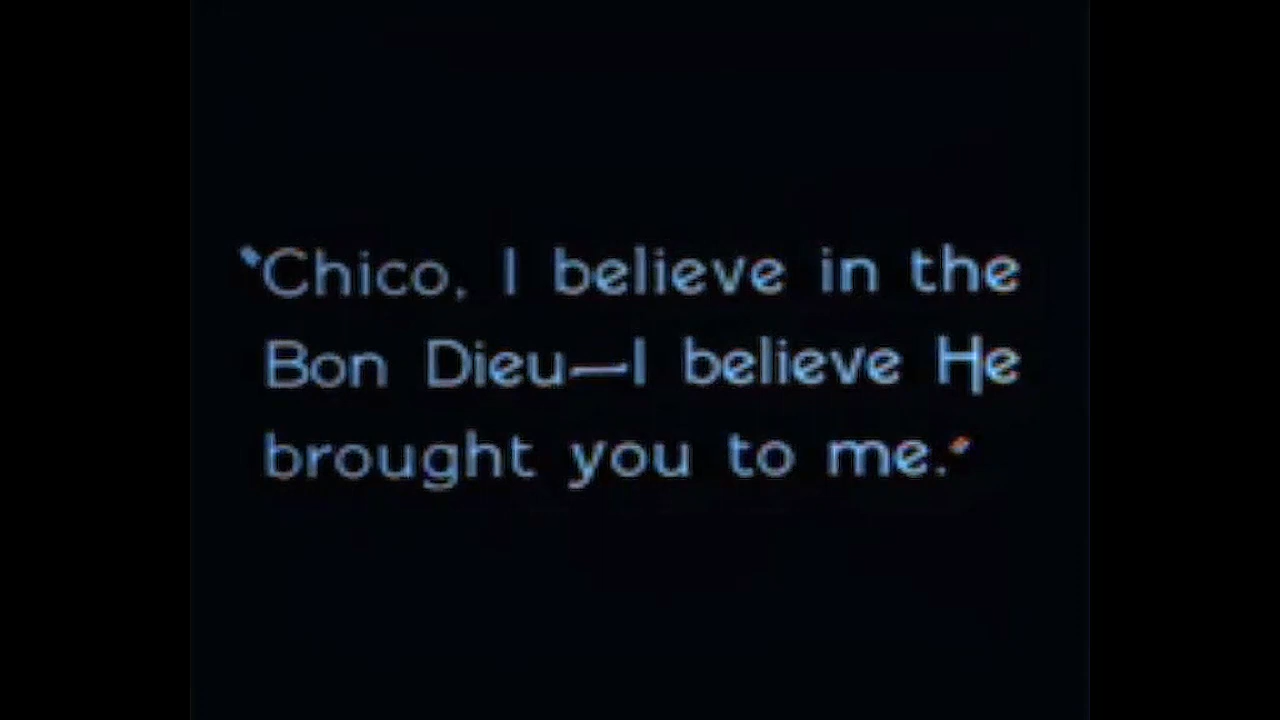 "Chico, I believe in the
Bon Dieu—I believe He
brought you to me."